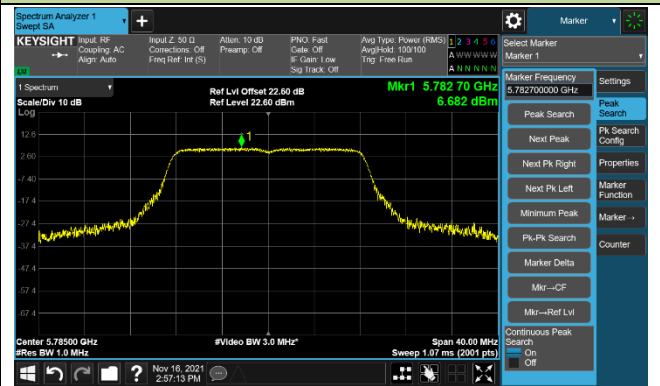 Spectrum Analyzer 1
Swept SA
Marker
KEYSIGHT
Input: RF
Coupling: AC
Align: Auto
Input Z: 50 Ω
Corrections: Off
Freq Ref: Int (S)
Atten: 10 dB
Preamp: Off
PNO: Fast
Gate: Off
IF Gain: Low
Sig Track: Off
Avg Type: Power (RMS)
Avg|Hold: 100/100
Trig: Free Run
1 2 3 4 5 6
A W W W W W
A N N N N N
Select Marker
Marker 1
1 Spectrum
Scale/Div 10 dB
Log
Ref Lvl Offset 22.60 dB
Ref Level 22.60 dBm
Mkr1 5.782 70 GHz
6.682 dBm
12.6
2.60
-7.40
-17.4
-27.4
-37.4
-47.4
-57.4
-67.4
1
Center 5.78500 GHz
#Res BW 1.0 MHz
#Video BW 3.0 MHz*
Span 40.00 MHz
Sweep 1.07 ms (2001 pts)
Marker Frequency
5.782700000 GHz
Peak Search
Next Peak
Next Pk Right
Next Pk Left
Minimum Peak
Pk-Pk Search
Marker Delta
Mkr→CF
Mkr→Ref Lvl
Continuous Peak
Search
On
Off
Settings
Peak
Search
Pk Search
Config
Properties
Marker
Function
Marker→
Counter
?
Nov 16, 2021
2:57:13 PM